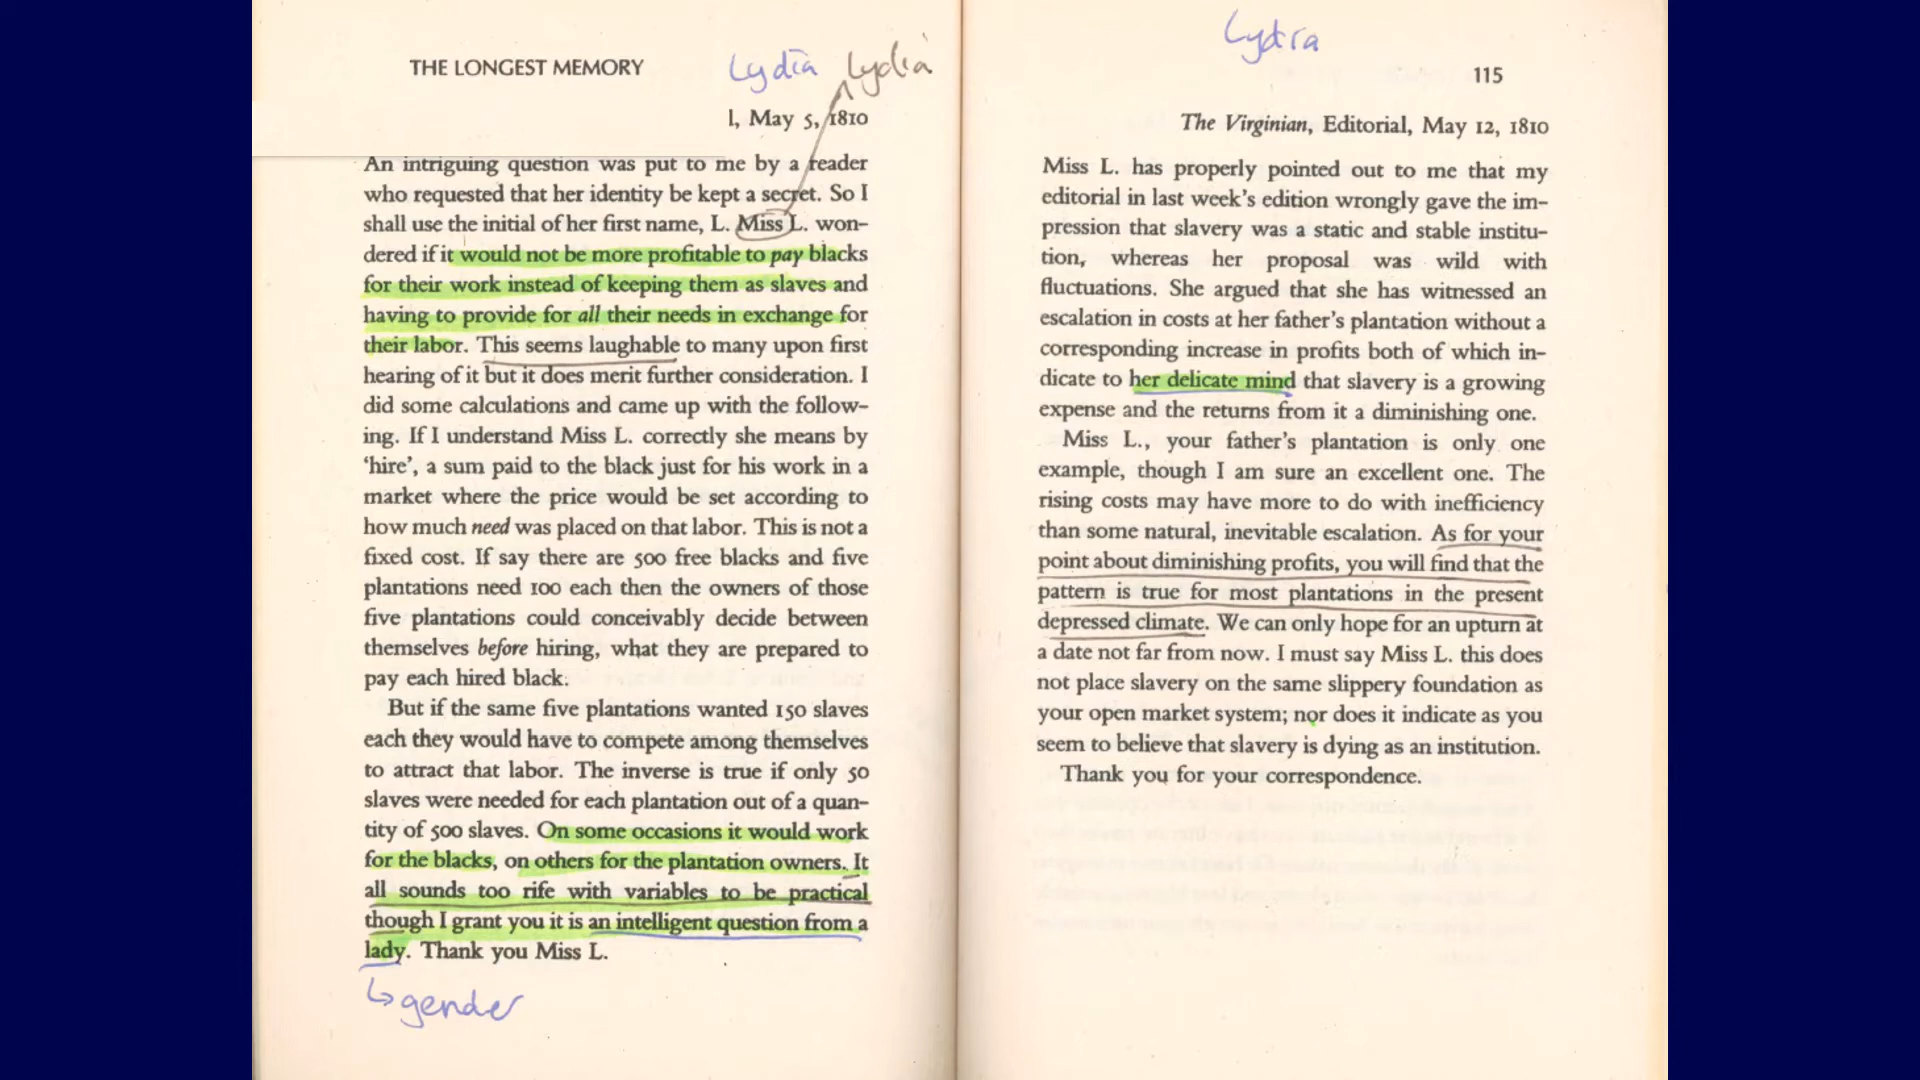 THE LONGEST MEMORY
Lydia Lydia
l, May 5, 1810
An intriguing question was put to me by a reader
who requested that her identity be kept a secret. So I
shall use the initial of her first name, L. Miss L. won-
dered if it would not be more profitable to pay blacks
for their work instead of keeping them as slaves and
having to provide for all their needs in exchange for
their labor. This seems laughable to many upon first
hearing of it but it does merit further consideration. I
did some calculations and came up with the follow-
ing. If I understand Miss L. correctly she means by
‘hire’, a sum paid to the black just for his work in a
market where the price would be set according to
how much need was placed on that labor. This is not a
fixed cost. If say there are 500 free blacks and five
plantations need 100 each then the owners of those
five plantations could conceivably decide between
themselves before hiring, what they are prepared to
pay each hired black.
But if the same five plantations wanted 150 slaves
each they would have to compete among themselves
to attract that labor. The inverse is true if only 50
slaves were needed for each plantation out of a quan-
tity of 500 slaves. On some occasions it would work
for the blacks, on others for the plantation owners. It
all sounds too rife with variables to be practical
though I grant you it is an intelligent question from a
lady. Thank you Miss L.
↳ gender
Lydia
115
The Virginian, Editorial, May 12, 1810
Miss L. has properly pointed out to me that my
editorial in last week’s edition wrongly gave the im-
pression that slavery was a static and stable institu-
tion, whereas her proposal was wild with
fluctuations. She argued that she has witnessed an
escalation in costs at her father’s plantation without a
corresponding increase in profits both of which in-
dicate to her delicate mind that slavery is a growing
expense and the returns from it a diminishing one.
Miss L., your father’s plantation is only one
example, though I am sure an excellent one. The
rising costs may have more to do with inefficiency
than some natural, inevitable escalation. As for your
point about diminishing profits, you will find that the
pattern is true for most plantations in the present
depressed climate. We can only hope for an upturn at
a date not far from now. I must say Miss L. this does
not place slavery on the same slippery foundation as
your open market system; nor does it indicate as you
seem to believe that slavery is dying as an institution.
Thank you for your correspondence.